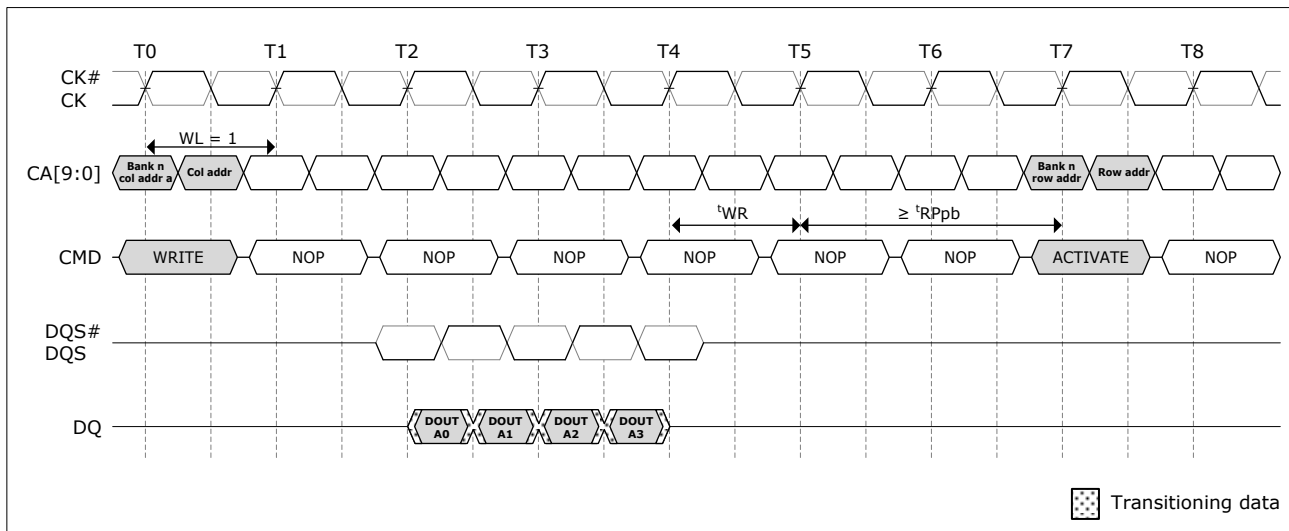 T0 T1 T2 T3 T4 T5 T6 T7 T8
CK#
CK
WL = 1
CA[9:0]
Bank n
col addr a
Col addr
Bank n
row addr
Row addr
tWR
≥ tRPpb
CMD
WRITE NOP NOP NOP NOP NOP NOP ACTIVATE NOP
DQS#
DQS
DQ
DOUT
A0
DOUT
A1
DOUT
A2
DOUT
A3
Transitioning data